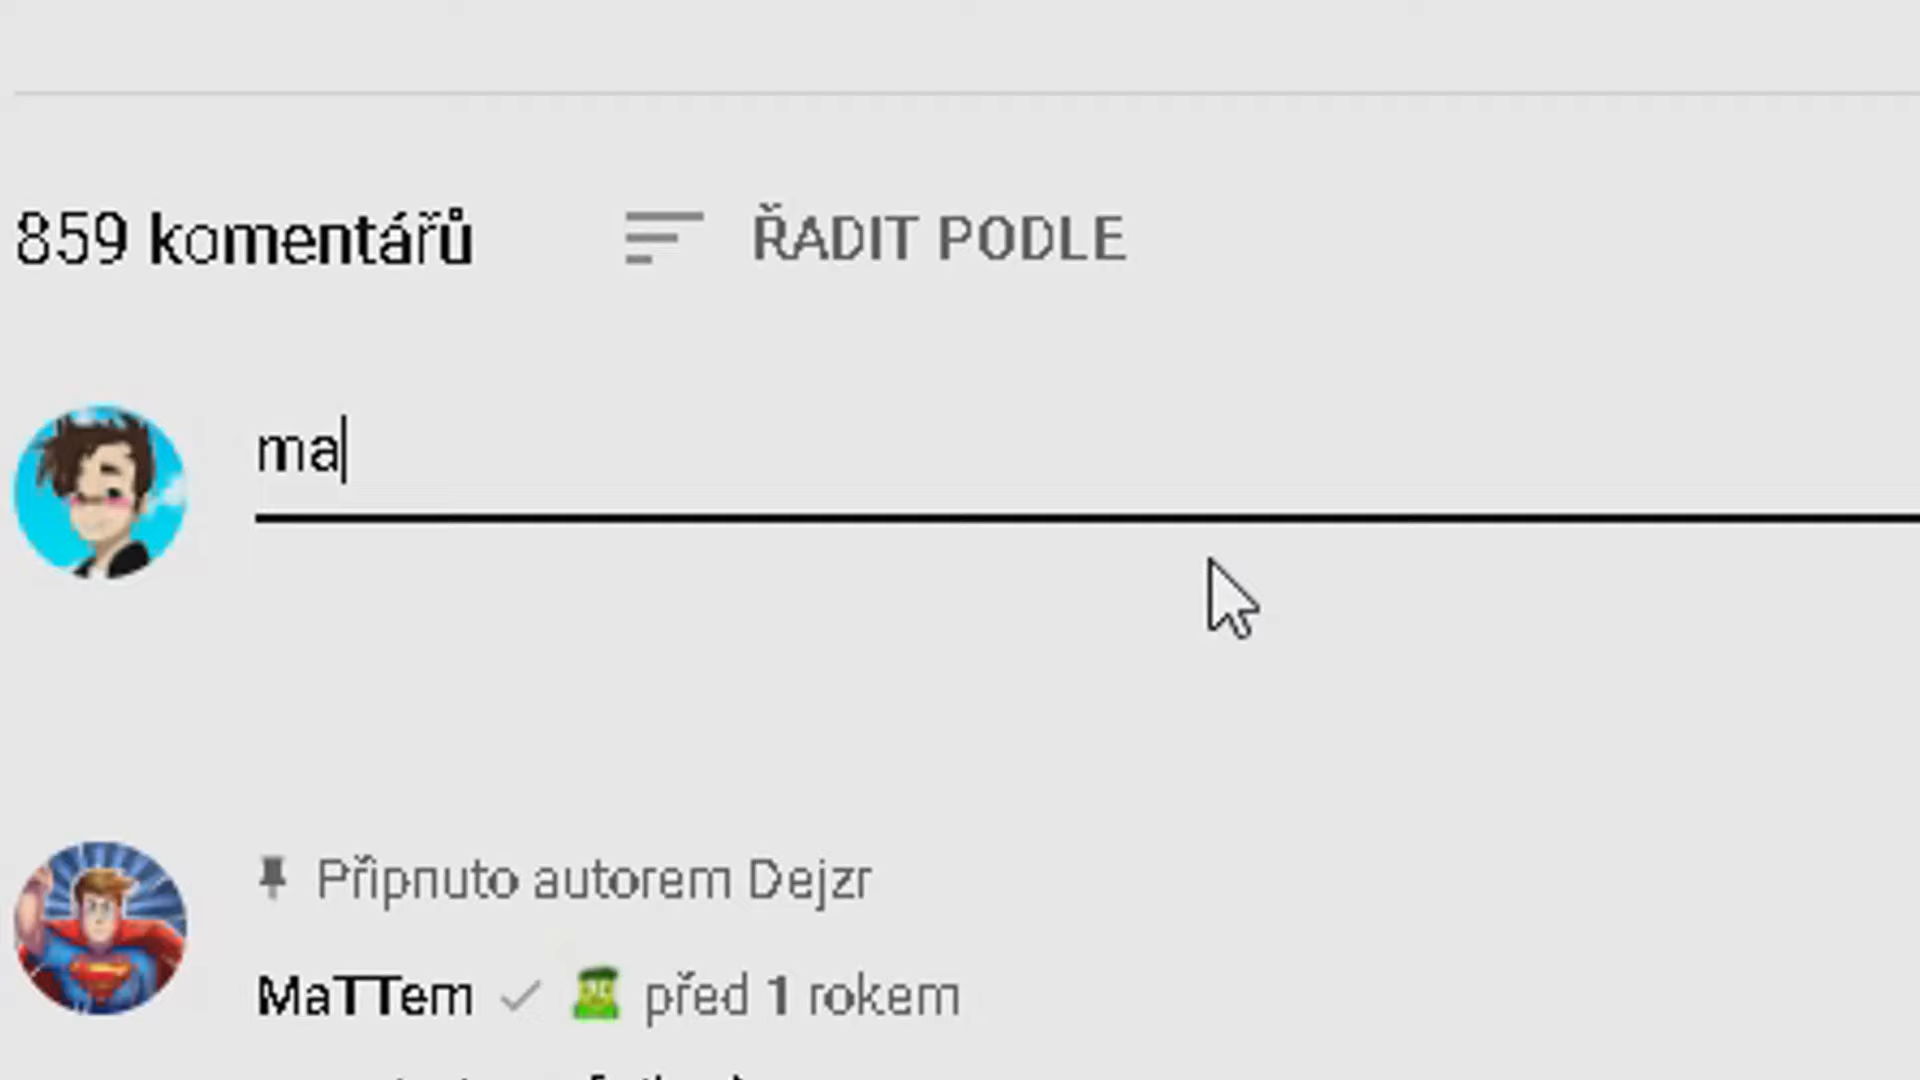 859 komentářů ŘADIT PODLE
ma
Připnuto autorem Dejzr
MaTTem před 1 rokem